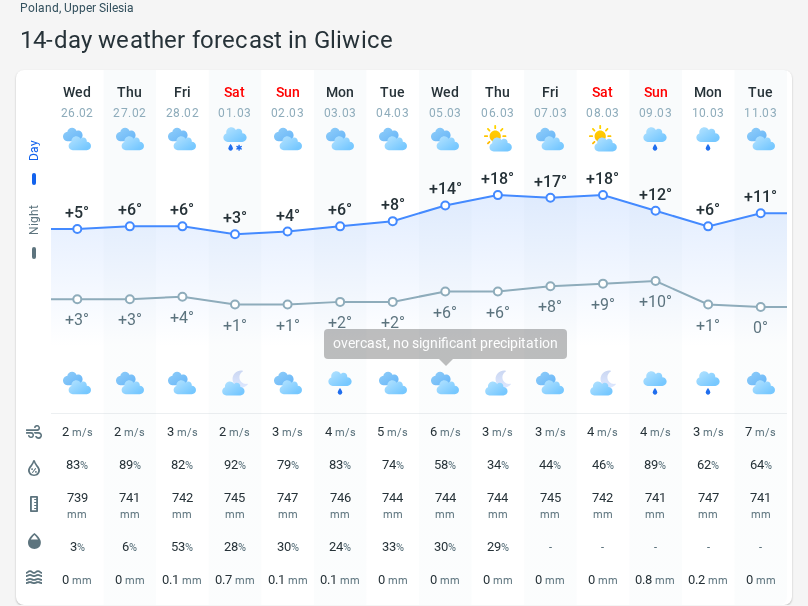 Poland, Upper Silesia
14-day weather forecast in Gliwice
Wed Thu Fri Sat Sun Mon Tue Wed Thu Fri Sat Sun Mon Tue
26.02 27.02 28.02 01.03 02.03 03.03 04.03 05.03 06.03 07.03 08.03 09.03 10.03 11.03
Day
+5° +6° +6° +3° +4° +6° +8° +14° +18° +17° +18° +12° +6° +11°
Night
+3° +3° +4° +1° +1° +2° +2° +6° +6° +8° +9° +10° +1° 0°
overcast, no significant precipitation
2 m/s 2 m/s 3 m/s 2 m/s 3 m/s 4 m/s 5 m/s 6 m/s 3 m/s 3 m/s 4 m/s 4 m/s 3 m/s 7 m/s
83% 89% 82% 92% 79% 83% 74% 58% 34% 44% 46% 89% 62% 64%
739 741 742 745 747 746 744 744 744 745 742 741 747 741
mm mm mm mm mm mm mm mm mm mm mm mm mm mm
3% 6% 53% 28% 30% 24% 33% 30% 29% - - - - -
0 mm 0 mm 0.1 mm 0.7 mm 0.1 mm 0.1 mm 0 mm 0 mm 0 mm 0 mm 0 mm 0.8 mm 0.2 mm 0 mm